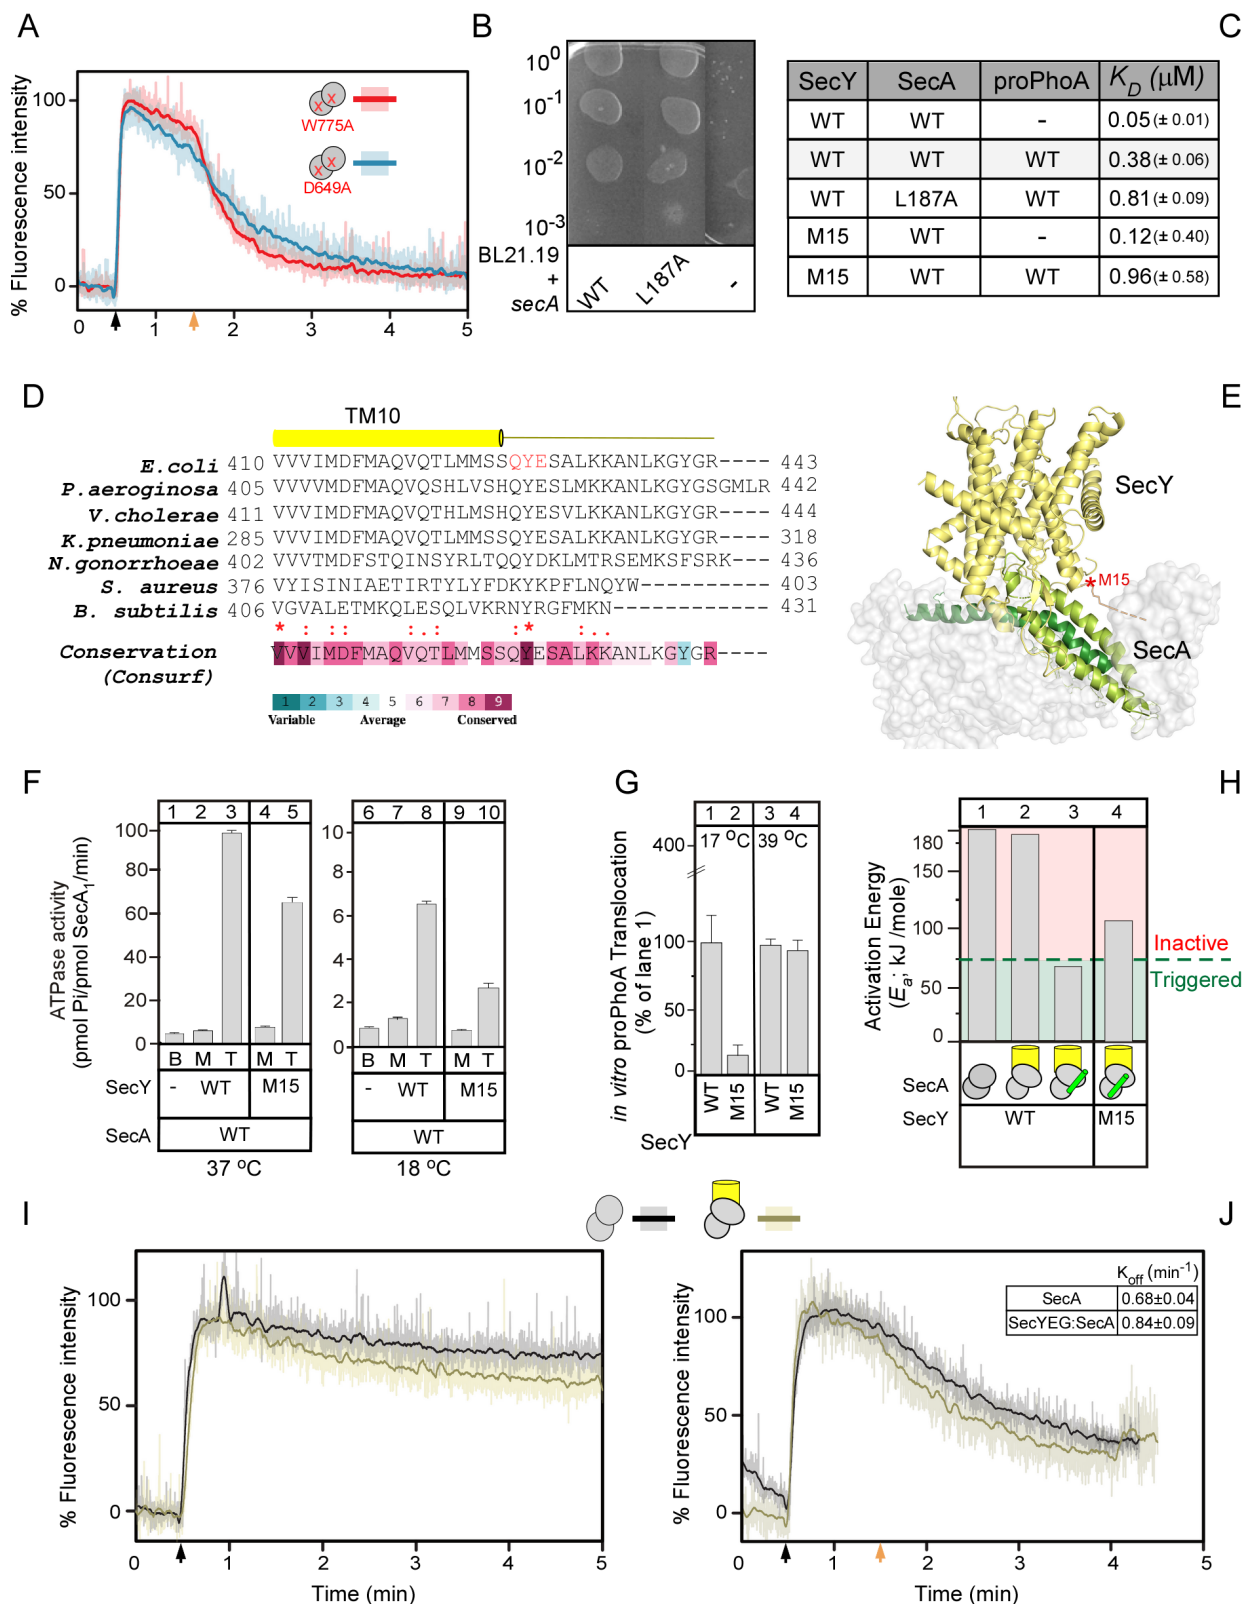 A
% Fluorescence intensity
100
50
0
W775A
D649A
0 1 2 3 4 5
B
10⁰
10⁻¹
10⁻²
10⁻³
BL21.19
+
secA
WT L187A -
C
SecY SecA proPhoA K_D (μM)
WT WT - 0.05 (± 0.01)
WT WT WT 0.38 (± 0.06)
WT L187A WT 0.81 (± 0.09)
M15 WT - 0.12 (± 0.40)
M15 WT WT 0.96 (± 0.58)
D
TM10
E.coli 410 VVVIMDFMAQVQTLMMSSQYESALKKANLKGYGR---- 443
P.aeroginosa 405 VVVVMDFMAQVQSHLVSHQYESLMKKANLKGYGSGMLR 442
V.cholerae 411 VVVIMDFMAQVQTHLMSHQYESVLKKANLKGYGR---- 444
K.pneumoniae 285 VVVIMDFMAQVQTLMMSSQYESALKKANLKGYGR---- 318
N.gonorrhoeae 402 VVVTMDFSTQINSYRLTQQYDKLMTRSEMKSFSRK---- 436
S. aureus 376 VYISINIAETIRTYLYFDKYKPFLNQYW--------- 403
B. subtilis 406 VGVALETMKQLESQLVKRNYRGFMKN------------ 431
* : : : : . : : * : . .
Conservation VVVIMDFMAQVQTLMMSSQYESALKKANLKGYGR----
(Consurf)
1 2 3 4 5 6 7 8 9
Variable Average Conserved
E
SecY
*M15
SecA
F
ATPase activity
(pmol Pi/pmol SecA₁/min)
1 2 3 4 5
100
80
60
40
20
0
B M T M T
SecY - WT M15
SecA WT
37 °C
6 7 8 9 10
10
8
6
4
2
0
B M T M T
- WT M15
WT
18 °C
G
in vitro proPhoA Translocation
(% of lane 1)
1 2 3 4
17 °C 39 °C
400
100
50
0
WT M15 WT M15
SecY
H
Activation Energy
(Eₐ; kJ /mole)
1 2 3 4
180
150
100
50
0
Inactive
Triggered
SecA
SecY WT M15
I
% Fluorescence intensity
100
50
0
0 1 2 3 4 5
Time (min)
J
% Fluorescence intensity
100
50
0
K_off (min⁻¹)
SecA 0.68±0.04
SecYEG:SecA 0.84±0.09
0 1 2 3 4 5
Time (min)